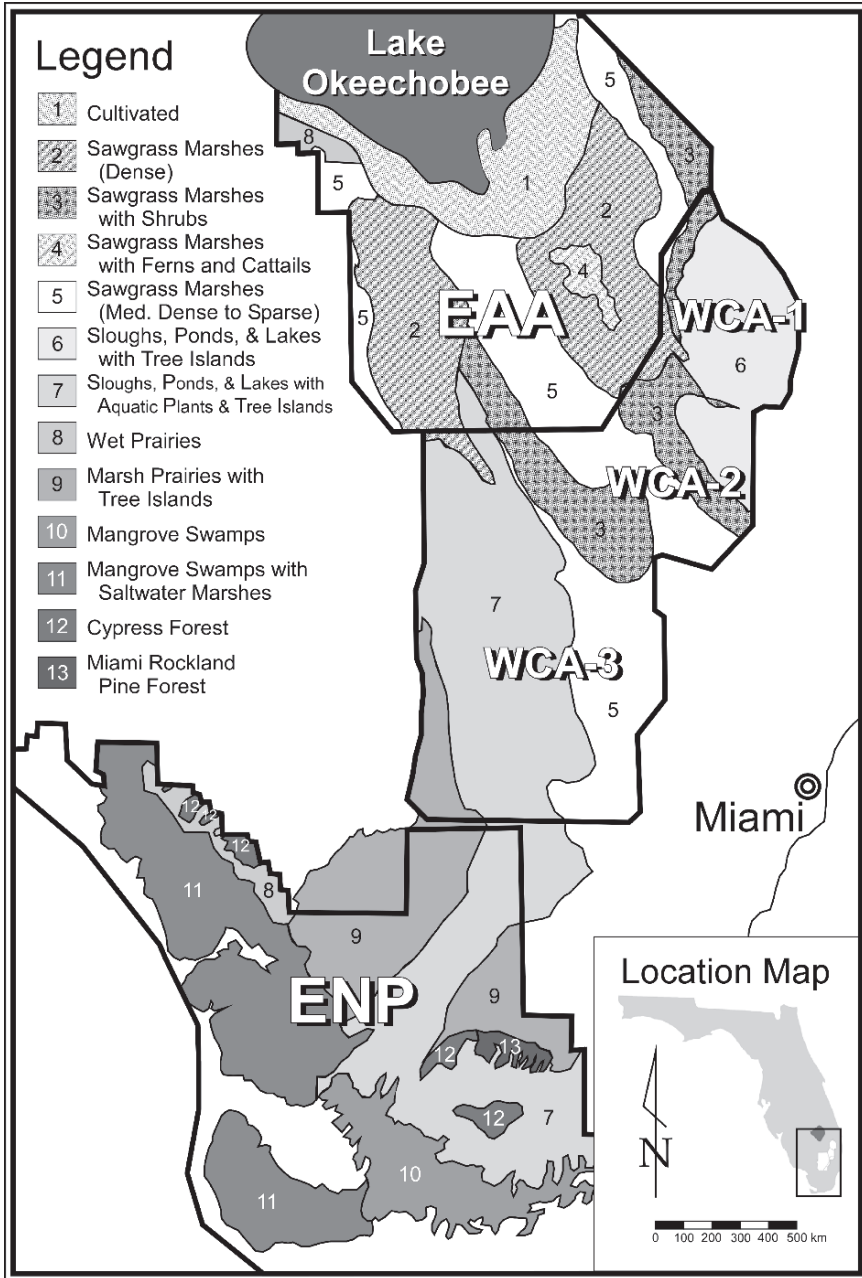 Legend
1 Cultivated
2 Sawgrass Marshes
(Dense)
3 Sawgrass Marshes
with Shrubs
4 Sawgrass Marshes
with Ferns and Cattails
5 Sawgrass Marshes
(Med. Dense to Sparse)
6 Sloughs, Ponds, & Lakes
with Tree Islands
7 Sloughs, Ponds, & Lakes with
Aquatic Plants & Tree Islands
8 Wet Prairies
9 Marsh Prairies with
Tree Islands
10 Mangrove Swamps
11 Mangrove Swamps with
Saltwater Marshes
12 Cypress Forest
13 Miami Rockland
Pine Forest
Lake
Okeechobee
5
8
3
5
1
2
4
EAA
WCA-1
5
2
6
5
3
WCA-2
3
7
WCA-3
5
Miami
12
12
12
11
8
9
ENP
9
12
13
12
7
10
11
Location Map
N
0 100 200 300 400 500 km